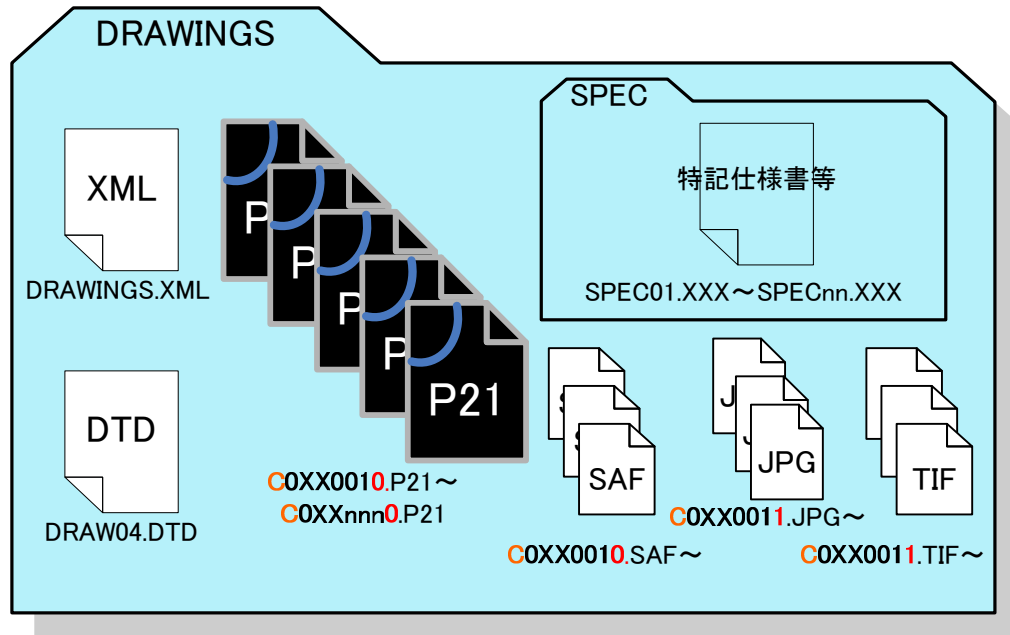 DRAWINGS
SPEC
特記仕様書等
SPEC01.XXX～SPECnn.XXX
XML
DRAWINGS.XML
P
P
P
P
P21
C0XX0010.P21～
C0XXnnn0.P21
DTD
DRAW04.DTD
S
S
SAF
C0XX0010.SAF～
J
J
JPG
C0XX0011.JPG～
TIF
C0XX0011.TIF～